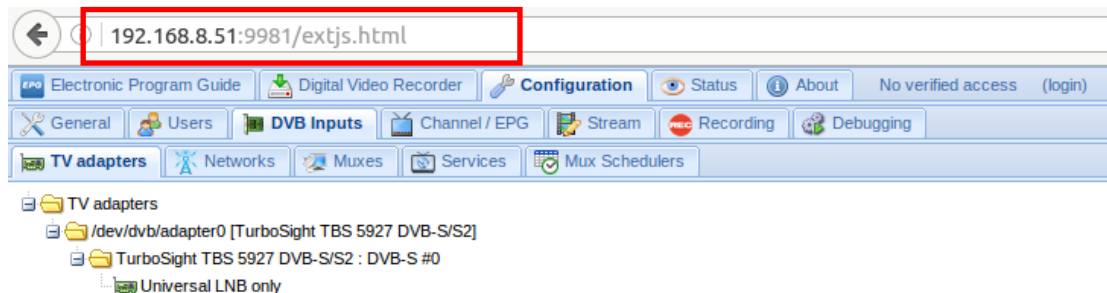 192.168.8.51:9981/extjs.html
EPG Electronic Program Guide Digital Video Recorder Configuration Status About No verified access (login)
General Users DVB Inputs Channel / EPG Stream REC Recording Debugging
TV adapters Networks Muxes Services Mux Schedulers
TV adapters
/dev/dvb/adapter0 [TurboSight TBS 5927 DVB-S/S2]
TurboSight TBS 5927 DVB-S/S2 : DVB-S #0
Universal LNB only